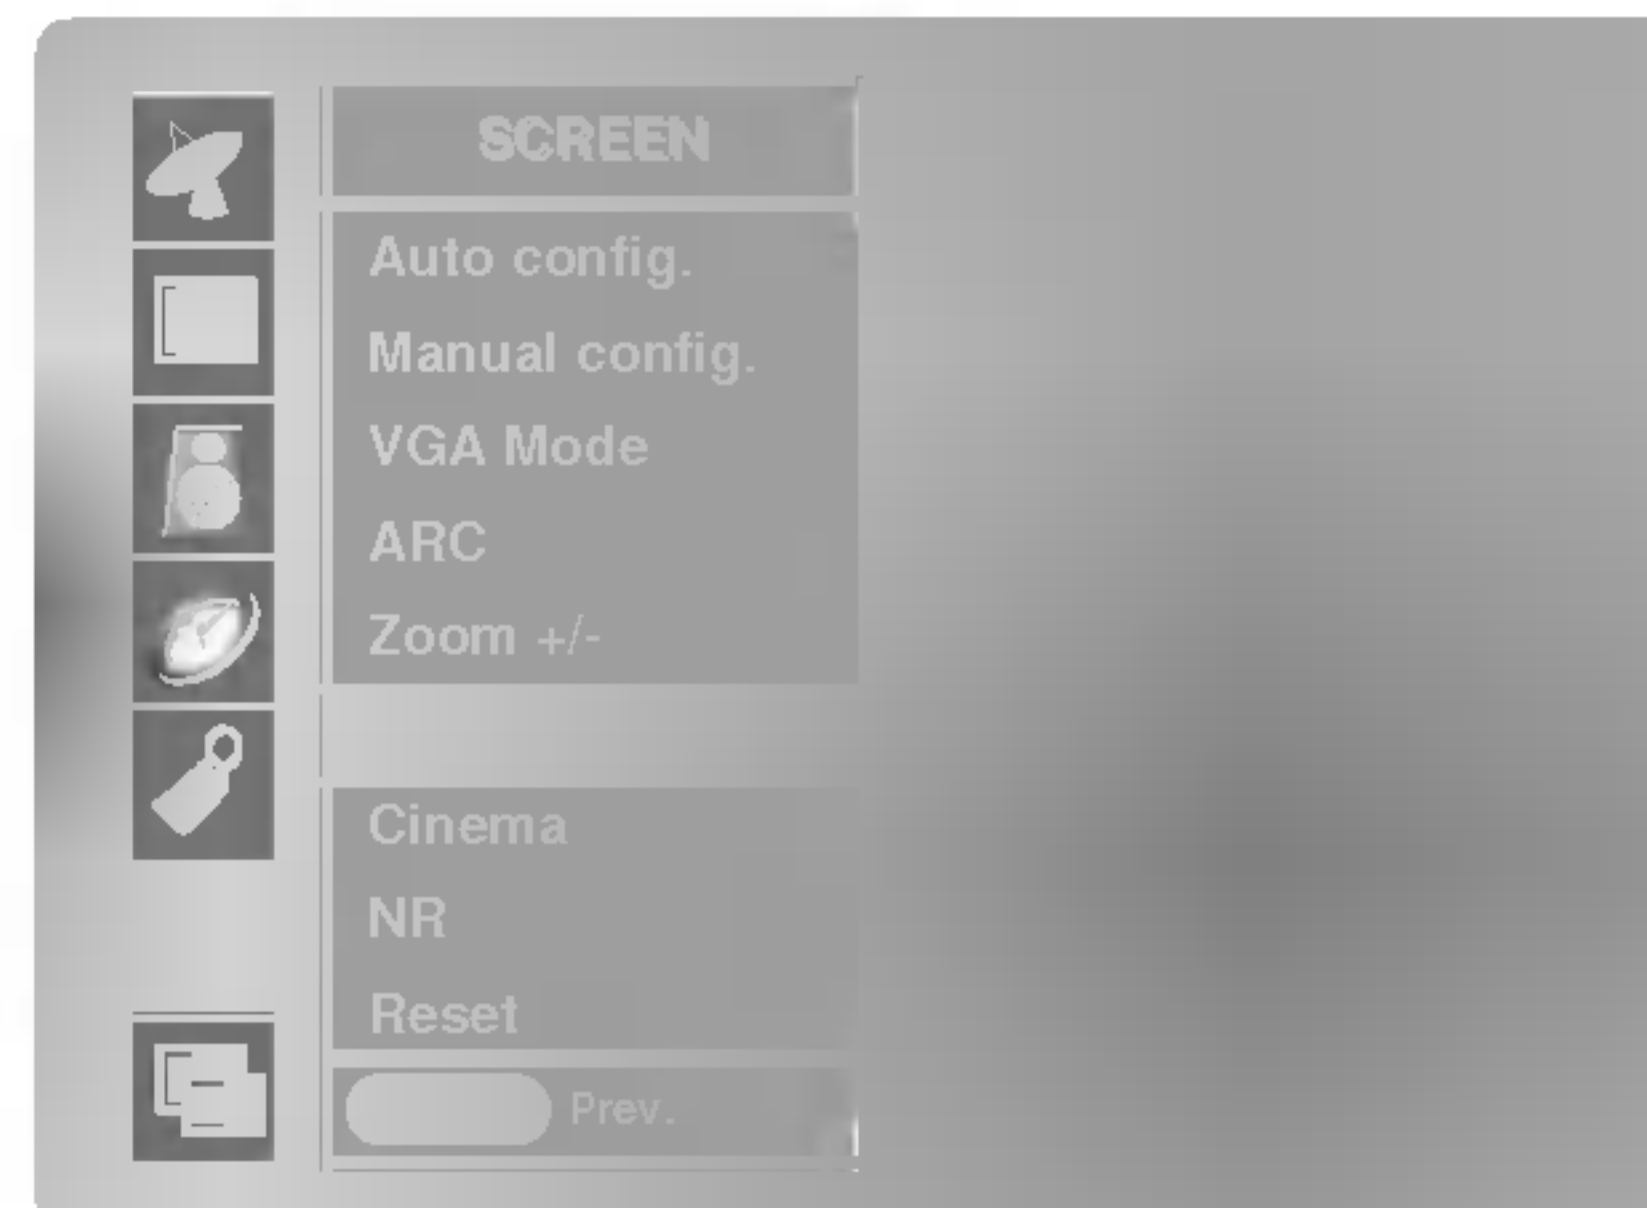 SCREEN
Auto config.
Manual config.
VGA Mode
ARC
Zoom +/-
Cinema
NR
Reset
Prev.